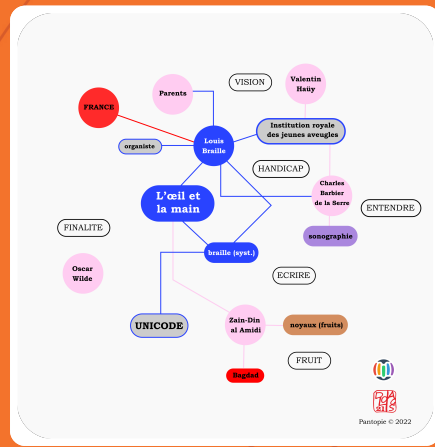 VISION
Valentin
Haüy
Parents
FRANCE
Institution royale
des jeunes aveugles
organiste
Louis
Braille
HANDICAP
Charles
Barbier
de la Serre
L'œil et
la main
ENTENDRE
FINALITE
sonographie
braille (syst.)
Oscar
Wilde
ECRIRE
UNICODE
Zain-Din
al Amidi
noyaux (fruits)
FRUIT
Bagdad
Pantopie © 2022